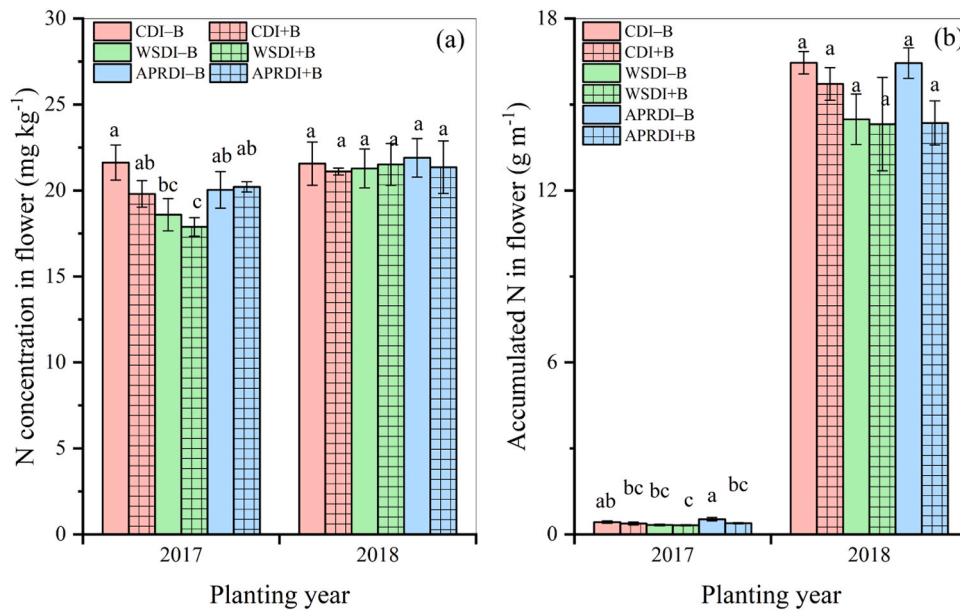 N concentration in flower (mg kg⁻¹)
30
25
20
15
10
5
0
CDI–B
CDI+B
WSDI–B
WSDI+B
APRDI–B
APRDI+B
(a)
a
ab
bc
c
ab
ab
a
a
a
a
a
a
2017
2018
Planting year
Accumulated N in flower (g m⁻¹)
18
12
6
0
CDI–B
CDI+B
WSDI–B
WSDI+B
APRDI–B
APRDI+B
(b)
ab
bc
bc
c
a
bc
a
a
a
a
a
a
2017
2018
Planting year